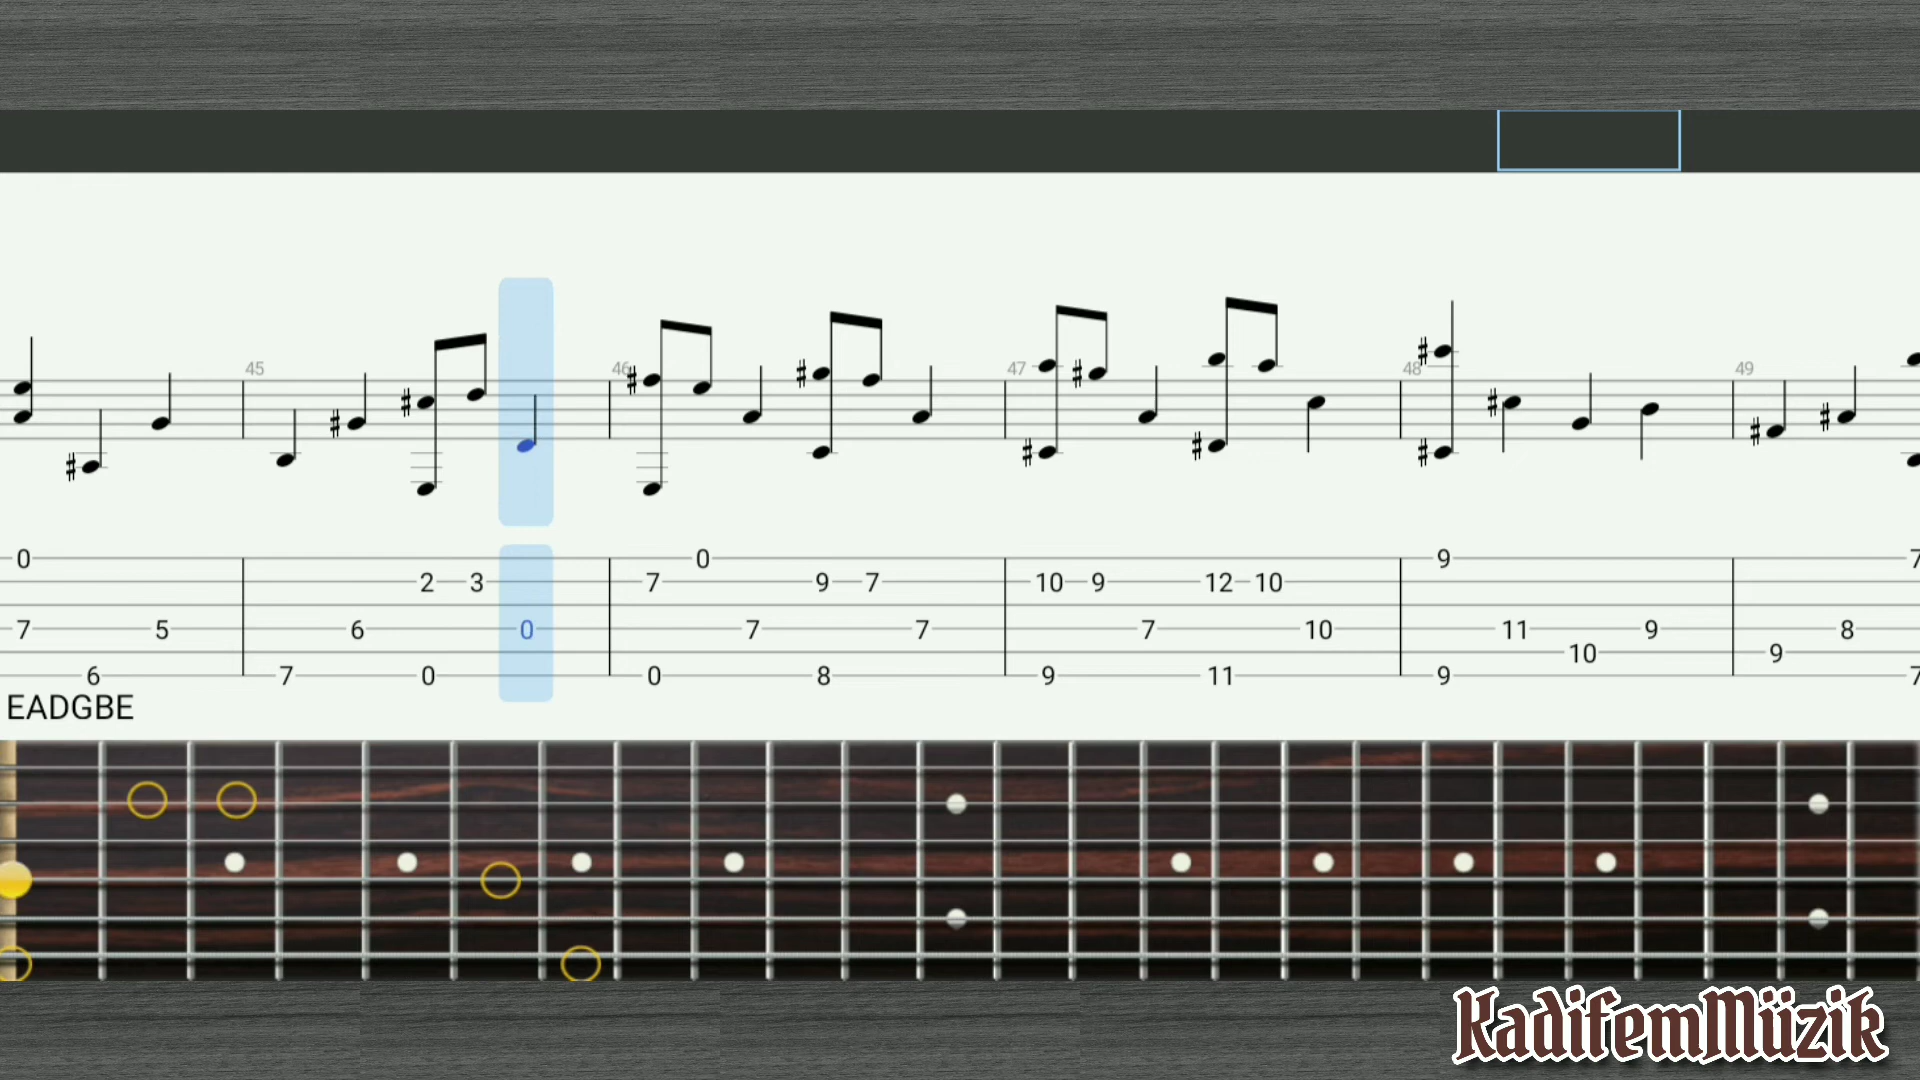 45 46 47 48 49
0 0 7
2 3 7 9 7 10 9 12 10
7 5 6 0 7 7 7 10 11 9 8
10 9
6 7 0 0 8 9 11 9 7
EADGBE
KadifemMüzik